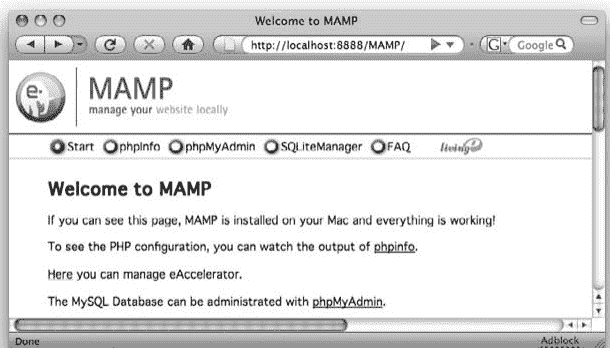 Welcome to MAMP
http://localhost:8888/MAMP/
G Google
e.
MAMP
manage your website locally
Start phpInfo phpMyAdmin SQLiteManager FAQ living-e
Welcome to MAMP
If you can see this page, MAMP is installed on your Mac and everything is working!
To see the PHP configuration, you can watch the output of phpinfo.
Here you can manage eAccelerator.
The MySQL Database can be administrated with phpMyAdmin.
Done Adblock